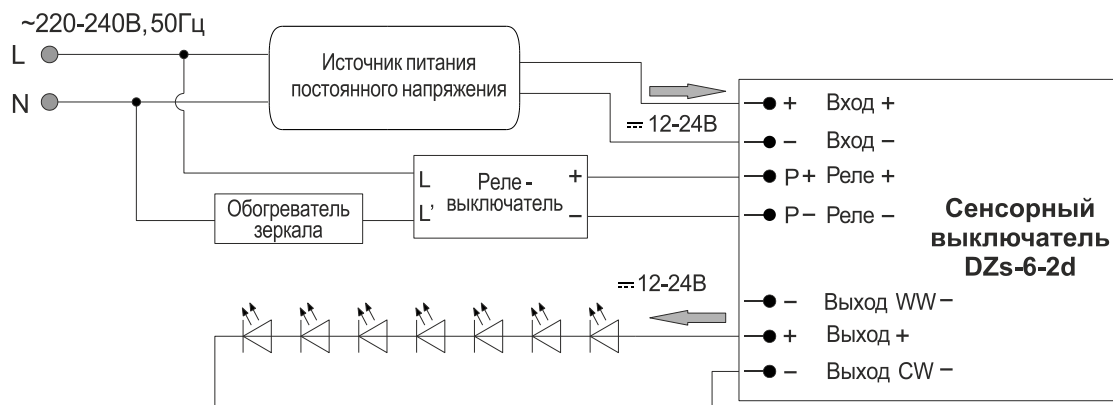 ~220-240В, 50Гц
L
N
Источник питания
постоянного напряжения
⎓ 12-24В
+ Вход +
– Вход –
P+ Реле +
P– Реле –
L
L'
Реле -
выключатель
+
–
Обогреватель
зеркала
Сенсорный
выключатель
DZs-6-2d
⎓ 12-24В
– Выход WW –
+ Выход +
– Выход CW –